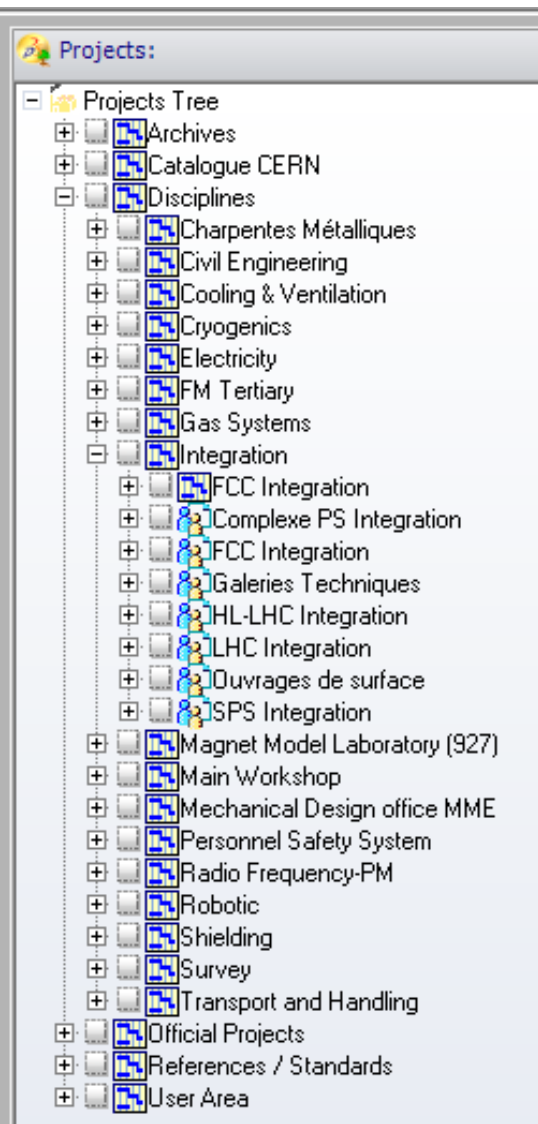 Projects:
Projects Tree
Archives
Catalogue CERN
Disciplines
Charpentes Métalliques
Civil Engineering
Cooling & Ventilation
Cryogenics
Electricity
FM Tertiary
Gas Systems
Integration
FCC Integration
Complexe PS Integration
FCC Integration
Galeries Techniques
HL-LHC Integration
LHC Integration
Ouvrages de surface
SPS Integration
Magnet Model Laboratory (927)
Main Workshop
Mechanical Design office MME
Personnel Safety System
Radio Frequency-PM
Robotic
Shielding
Survey
Transport and Handling
Official Projects
References / Standards
User Area